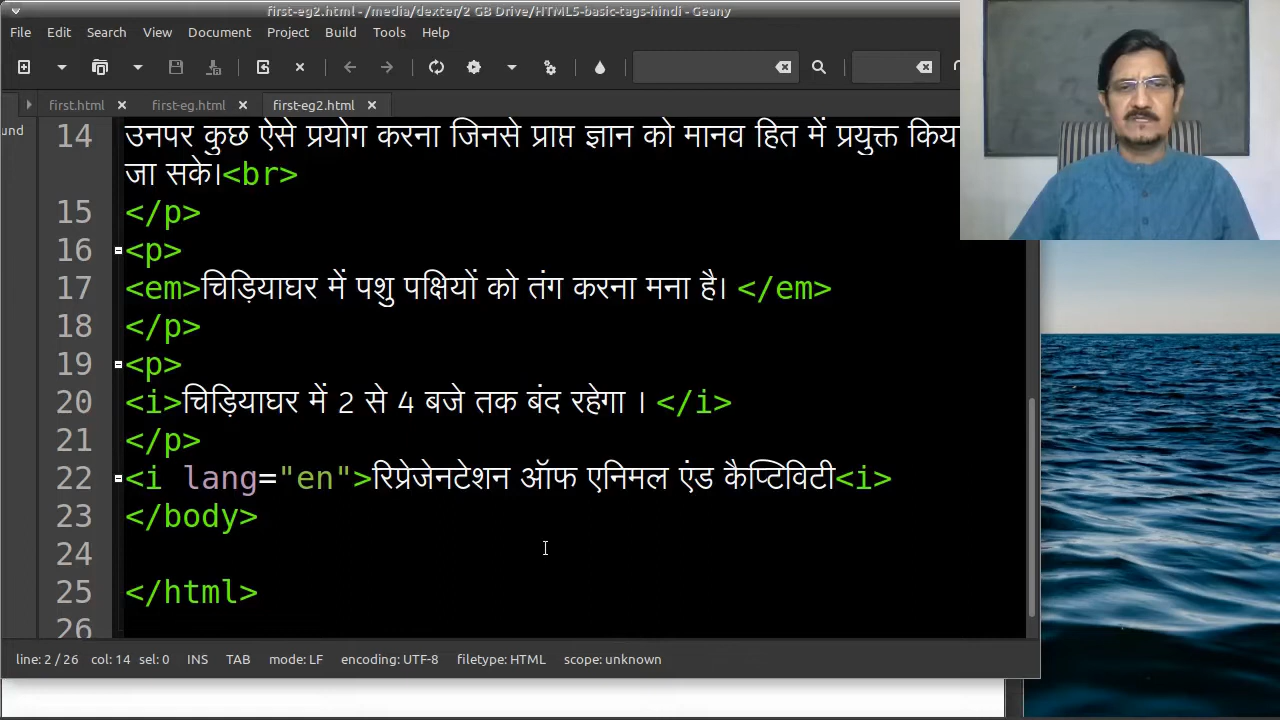 first-eg2.html - /media/dexter/2 GB Drive/HTML5-basic-tags-hindi - Geany
File Edit Search View Document Project Build Tools Help
first.html first-eg.html first-eg2.html
und
14 उनपर कुछ ऐसे प्रयोग करना जिनसे प्राप्त ज्ञान को मानव हित में प्रयुक्त किया
जा सके।<br>
15 </p>
16 <p>
17 <em>चिड़ियाघर में पशु पक्षियों को तंग करना मना है। </em>
18 </p>
19 <p>
20 <i>चिड़ियाघर में 2 से 4 बजे तक बंद रहेगा । </i>
21 </p>
22 <i lang="en">रिप्रेजेनटेशन ऑफ एनिमल एंड कैप्टिविटी<i>
23 </body>
24
25 </html>
26
line: 2 / 26 col: 14 sel: 0 INS TAB mode: LF encoding: UTF-8 filetype: HTML scope: unknown